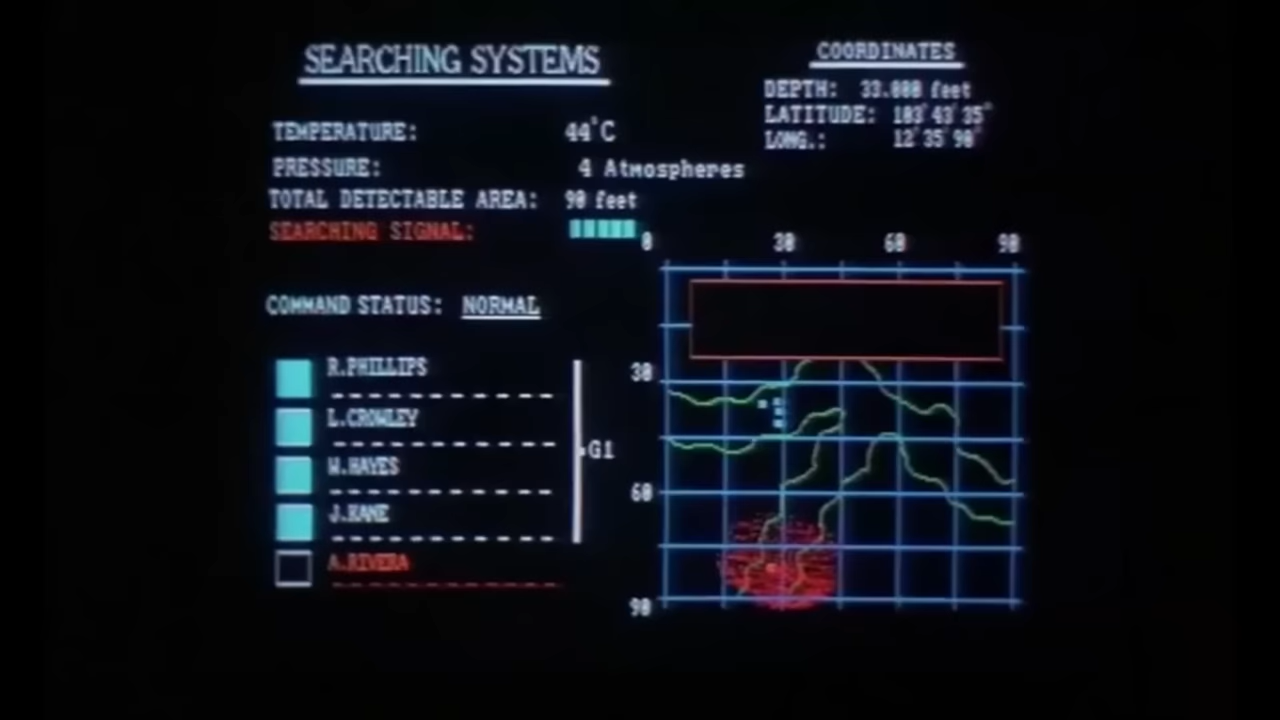 SEARCHING SYSTEMS
COORDINATES
DEPTH: 33.000 feet
LATITUDE: 103°43'35"
LONG.: 12°35'90"
TEMPERATURE: 44°C
PRESSURE: 4 Atmospheres
TOTAL DETECTABLE AREA: 90 feet
SEARCHING SIGNAL:
0 30 60 90
COMMAND STATUS: NORMAL
R.PHILLIPS
L.CROWLEY
W.HAYES
J.KANE
A.RIVERA
G1
30
60
90